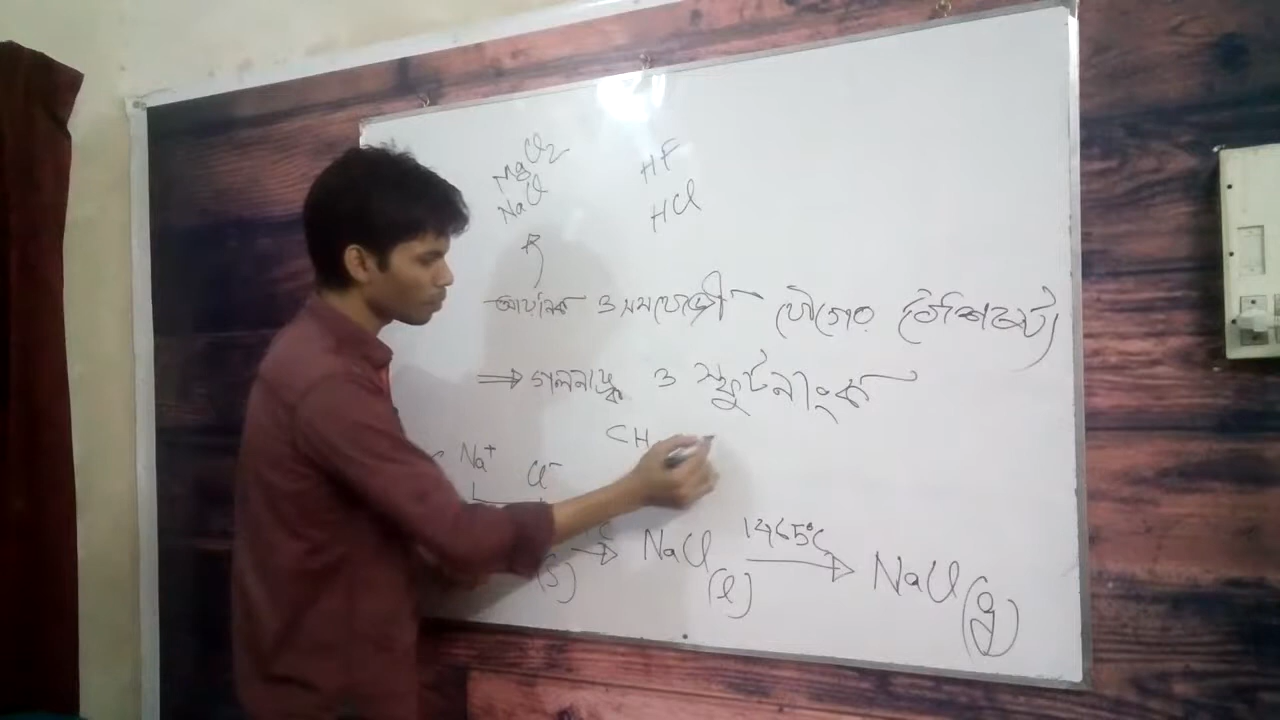 MgCl2 HF
NaCl HCl
আয়নিক ও সমযোজী যৌগের বৈশিষ্ট্য
⇒ গলনাঙ্ক ও স্ফুটনাংক
CH
Na+ Cl-
(s) → NaCl(l) 1465°C → NaCl(g)